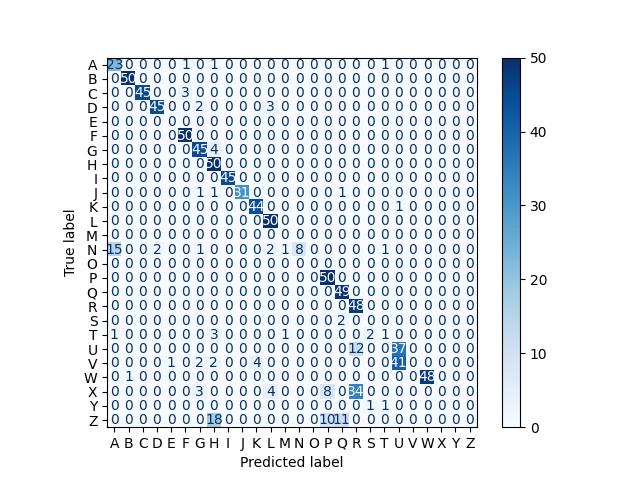 A 23 0 0 0 0 1 0 1 0 0 0 0 0 0 0 0 0 0 0 1 0 0 0 0 0 0
B 0 50 0 0 0 0 0 0 0 0 0 0 0 0 0 0 0 0 0 0 0 0 0 0 0 0
C 0 0 45 0 0 3 0 0 0 0 0 0 0 0 0 0 0 0 0 0 0 0 0 0 0 0
D 0 0 0 45 0 0 2 0 0 0 0 3 0 0 0 0 0 0 0 0 0 0 0 0 0 0
E 0 0 0 0 0 0 0 0 0 0 0 0 0 0 0 0 0 0 0 0 0 0 0 0 0 0
F 0 0 0 0 0 50 0 0 0 0 0 0 0 0 0 0 0 0 0 0 0 0 0 0 0 0
G 0 0 0 0 0 3 45 4 0 0 0 0 0 0 0 0 0 0 0 0 0 0 0 0 0 0
H 0 0 0 0 0 0 0 50 0 0 0 0 0 0 0 0 0 0 0 0 0 0 0 0 0 0
I 0 0 0 0 0 0 0 0 45 0 0 0 0 0 0 0 0 0 0 0 0 0 0 0 0 0
J 0 0 0 0 0 0 1 1 0 31 0 0 0 0 0 0 1 0 0 0 0 0 0 0 0 0
K 0 0 0 0 0 0 0 0 0 0 44 0 0 0 0 0 0 0 0 0 1 0 0 0 0 0
L 0 0 0 0 0 0 0 0 0 0 0 50 0 0 0 0 0 0 0 0 0 0 0 0 0 0
M 0 0 0 0 0 0 0 0 0 0 0 0 0 0 0 0 0 0 0 0 0 0 0 0 0 0
N 15 0 0 2 0 0 1 0 0 0 0 2 1 8 0 0 0 0 0 1 0 0 0 0 0 0
O 0 0 0 0 0 0 0 0 0 0 0 0 0 0 0 0 0 0 0 0 0 0 0 0 0 0
P 0 0 0 0 0 0 0 0 0 0 0 0 0 0 0 50 0 0 0 0 0 0 0 0 0 0
Q 0 0 0 0 0 0 0 0 0 0 0 0 0 0 0 0 49 0 0 0 0 0 0 0 0 0
R 0 0 0 0 0 0 0 0 0 0 0 0 0 0 0 0 0 48 0 0 0 0 0 0 0 0
S 0 0 0 0 0 0 0 0 0 0 0 0 0 0 0 0 2 0 0 0 0 0 0 0 0 0
T 1 0 0 0 0 0 0 3 0 0 0 0 1 0 0 0 0 0 2 1 0 0 0 0 0 0
U 0 0 0 0 0 0 0 0 0 0 0 0 0 0 0 0 0 12 0 0 37 0 0 0 0 0
V 0 0 0 0 1 0 2 2 0 0 4 0 0 0 0 0 0 0 0 0 41 0 0 0 0 0
W 0 1 0 0 0 0 0 0 0 0 0 0 0 0 0 0 0 0 0 0 0 0 48 0 0 0
X 0 0 0 0 0 0 3 0 0 0 0 4 0 0 0 8 0 34 0 0 0 0 0 0 0 0
Y 0 0 0 0 0 0 0 0 0 0 0 0 0 0 0 0 0 0 1 1 0 0 0 0 0 0
Z 0 0 0 0 0 0 0 18 0 0 0 0 0 0 0 10 11 0 0 0 0 0 0 0 0 0
A B C D E F G H I J K L M N O P Q R S T U V W X Y Z
Predicted label
True label
50
40
30
20
10
0